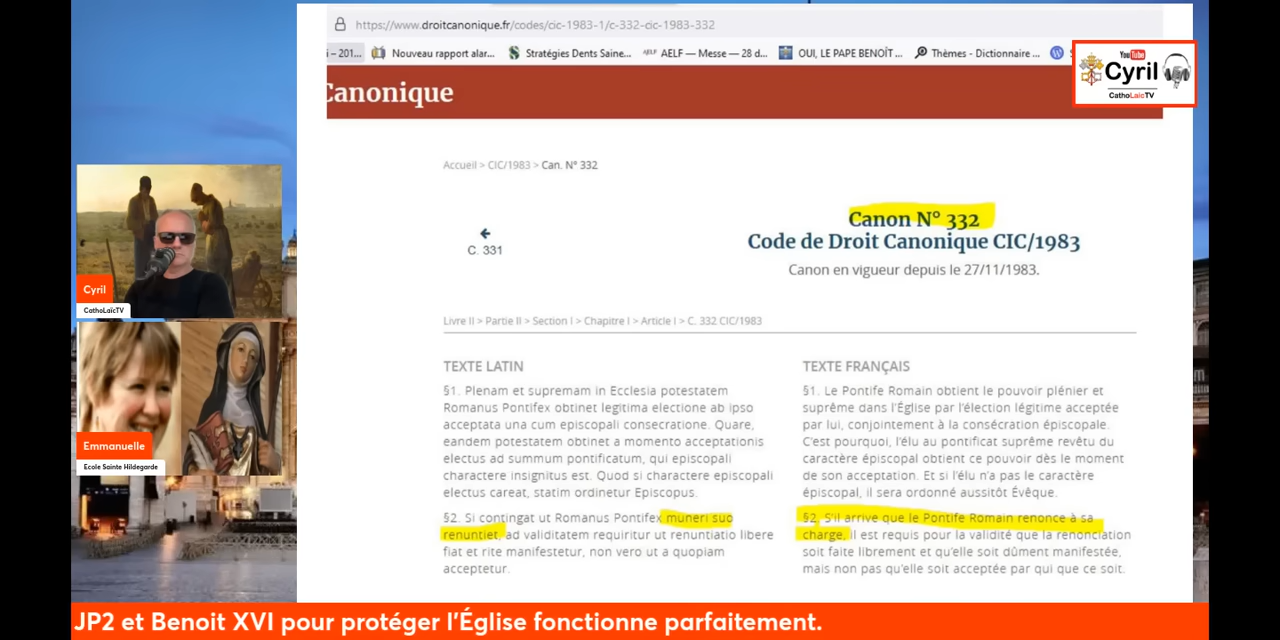 https://www.droitcanonique.fr/codes/cic-1983-1/c-332-cic-1983-332
i – 201... Nouveau rapport alar... Stratégies Dents Saine... AELF AELF — Messe — 28 d... OUI, LE PAPE BENOÎT ... Thèmes - Dictionnaire ...
YouTube
Cyril
CathoLaïcTV
Canonique
Accueil > CIC/1983 > Can. N° 332
Canon N° 332
C. 331
Code de Droit Canonique CIC/1983
Canon en vigueur depuis le 27/11/1983.
Cyril
CathoLaïcTV
Livre II > Partie II > Section I > Chapitre I > Article I > C. 332 CIC/1983
TEXTE LATIN
§1. Plenam et supremam in Ecclesia potestatem
Romanus Pontifex obtinet legitima electione ab ipso
acceptata una cum episcopali consecratione. Quare,
eandem potestatem obtinet a momento acceptationis
electus ad summum pontificatum, qui episcopali
charactere insignitus est. Quod si charactere episcopali
electus careat, statim ordinetur Episcopus.
§2. Si contingat ut Romanus Pontifex muneri suo
renuntiet, ad validitatem requiritur ut renuntiatio libere
fiat et rite manifestetur, non vero ut a quopiam
acceptetur.
TEXTE FRANÇAIS
§1. Le Pontife Romain obtient le pouvoir plénier et
suprême dans l'Église par l'élection légitime acceptée
par lui, conjointement à la consécration épiscopale.
C'est pourquoi, l'élu au pontificat suprême revêtu du
caractère épiscopal obtient ce pouvoir dès le moment
de son acceptation. Et si l'élu n'a pas le caractère
épiscopal, il sera ordonné aussitôt Évêque.
§2. S'il arrive que le Pontife Romain renonce à sa
charge, il est requis pour la validité que la renonciation
soit faite librement et qu'elle soit dûment manifestée,
mais non pas qu'elle soit acceptée par qui que ce soit.
Emmanuelle
Ecole Sainte Hildegarde
JP2 et Benoit XVI pour protéger l'Église fonctionne parfaitement.